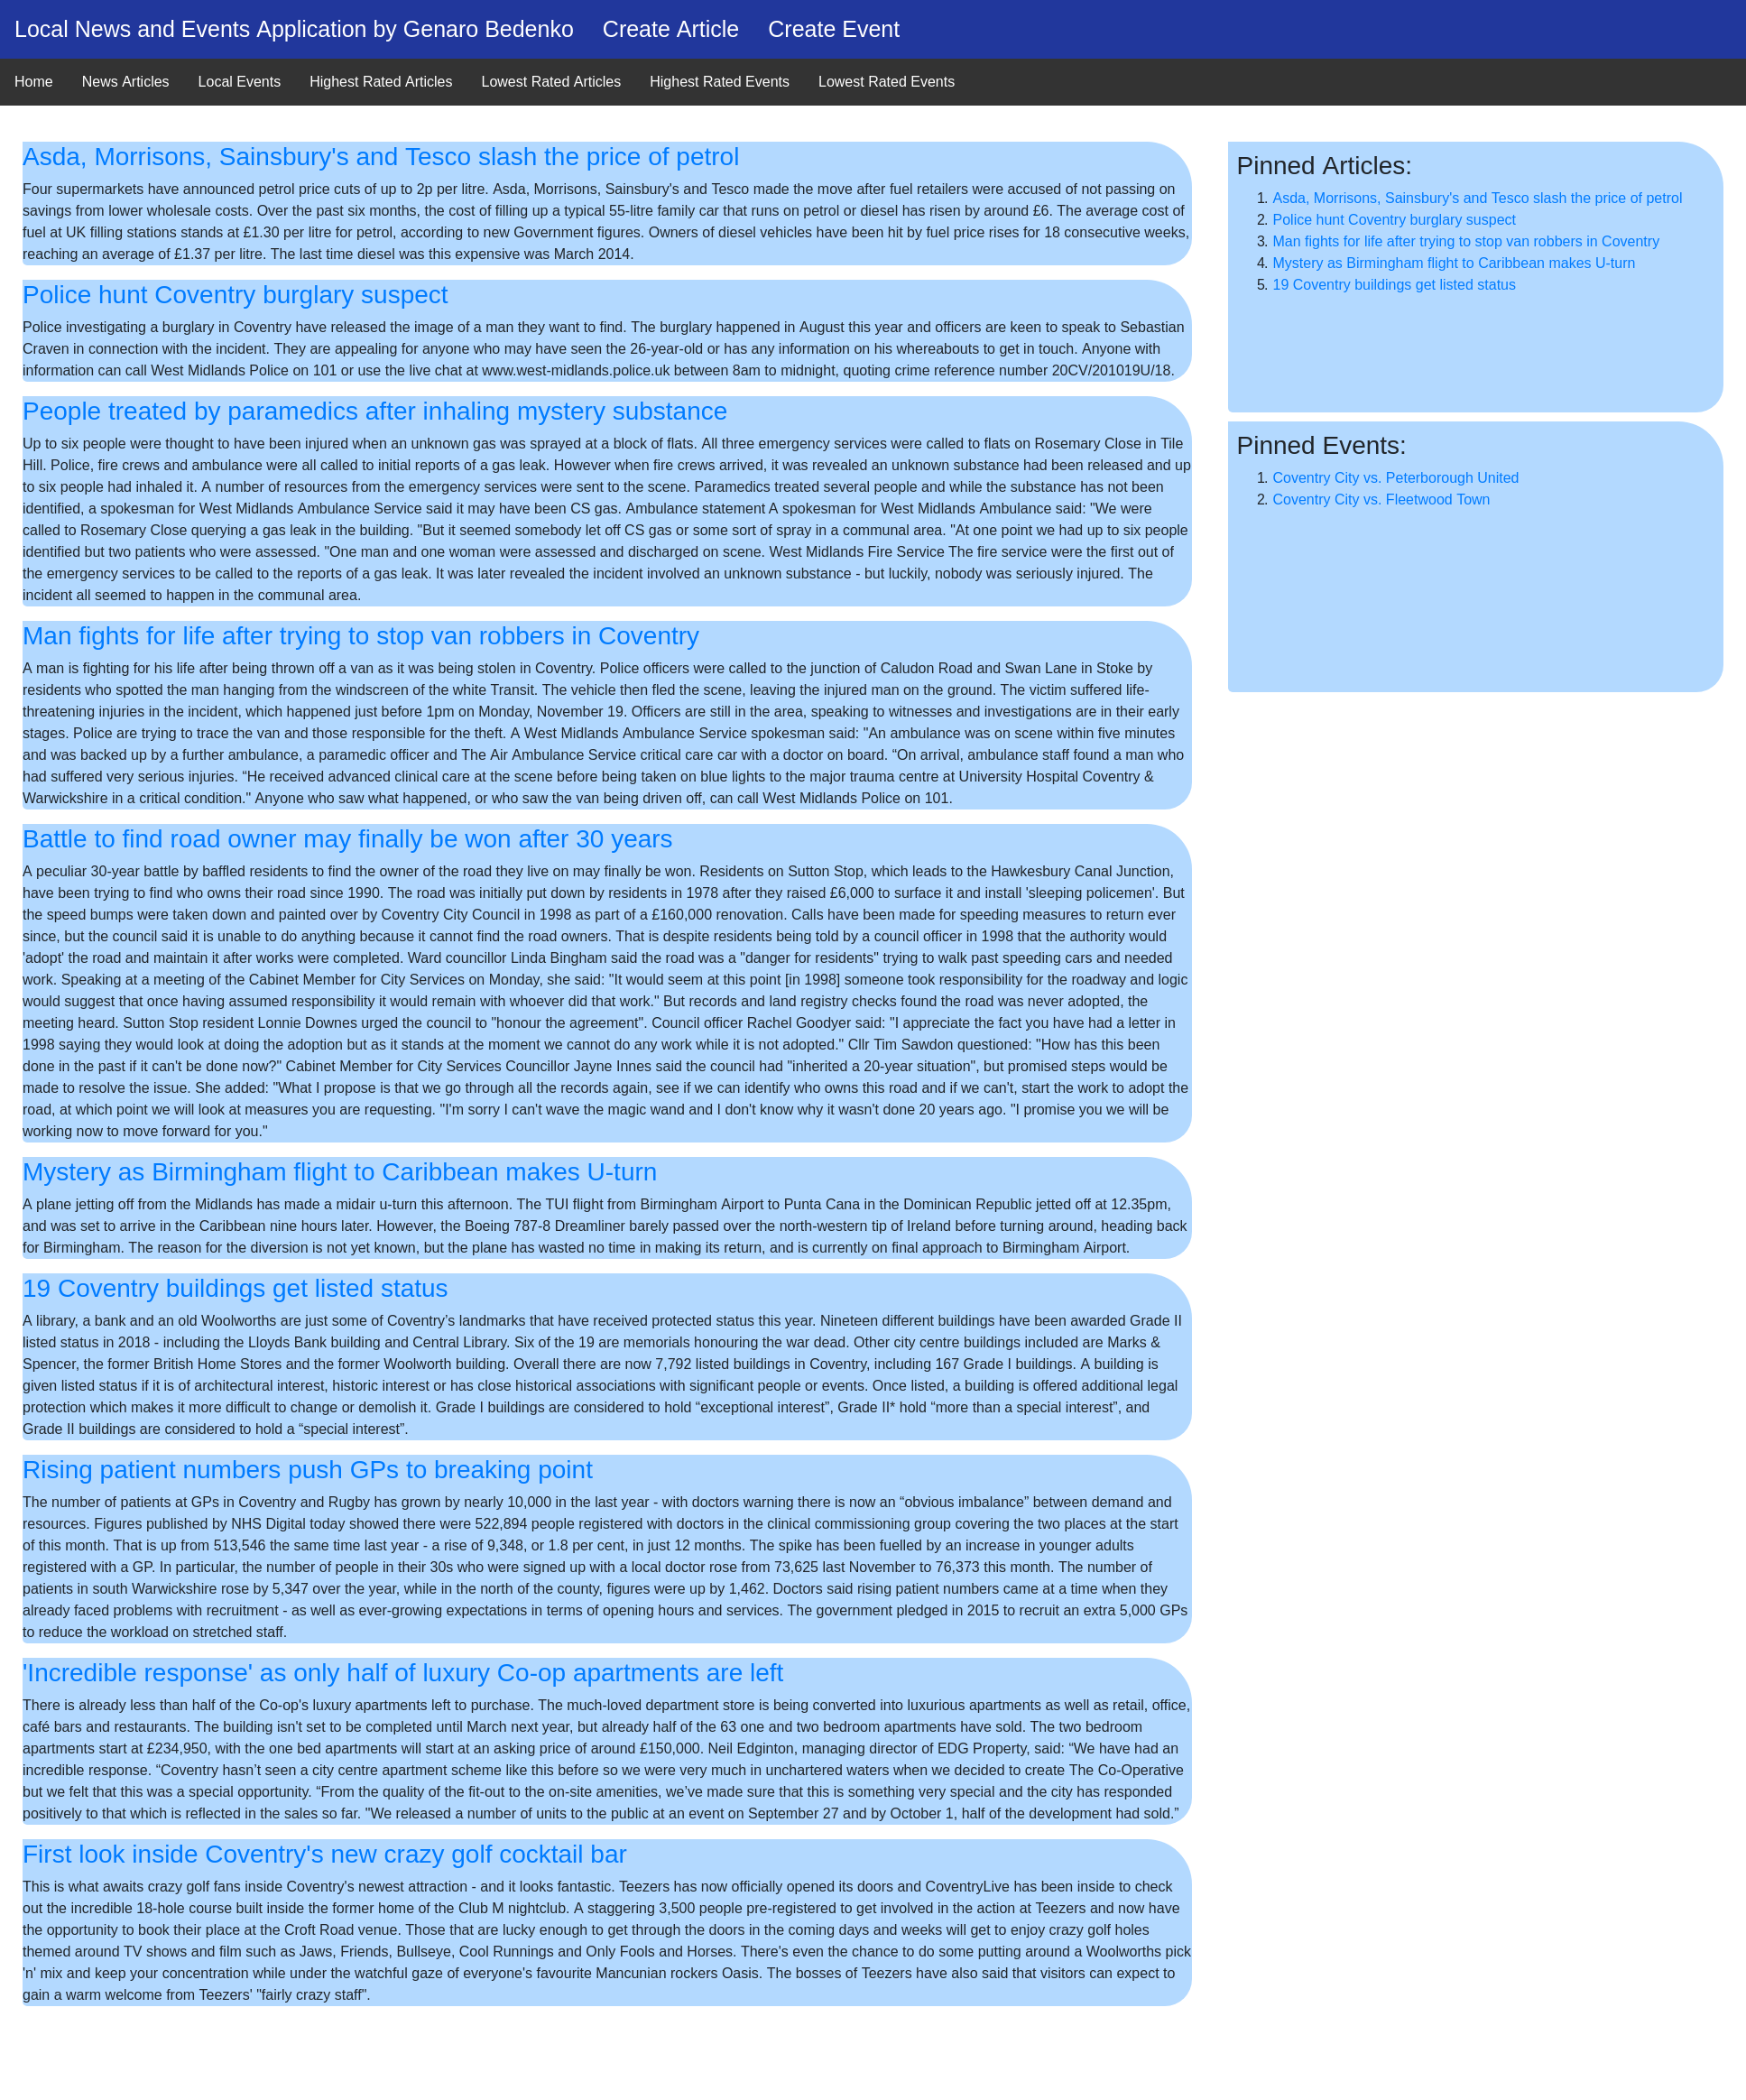 Local News and Events Application by Genaro Bedenko Create Article Create Event
Home News Articles Local Events Highest Rated Articles Lowest Rated Articles Highest Rated Events Lowest Rated Events
Asda, Morrisons, Sainsbury's and Tesco slash the price of petrol
Four supermarkets have announced petrol price cuts of up to 2p per litre. Asda, Morrisons, Sainsbury's and Tesco made the move after fuel retailers were accused of not passing on
savings from lower wholesale costs. Over the past six months, the cost of filling up a typical 55-litre family car that runs on petrol or diesel has risen by around £6. The average cost of
fuel at UK filling stations stands at £1.30 per litre for petrol, according to new Government figures. Owners of diesel vehicles have been hit by fuel price rises for 18 consecutive weeks,
reaching an average of £1.37 per litre. The last time diesel was this expensive was March 2014.
Police hunt Coventry burglary suspect
Police investigating a burglary in Coventry have released the image of a man they want to find. The burglary happened in August this year and officers are keen to speak to Sebastian
Craven in connection with the incident. They are appealing for anyone who may have seen the 26-year-old or has any information on his whereabouts to get in touch. Anyone with
information can call West Midlands Police on 101 or use the live chat at www.west-midlands.police.uk between 8am to midnight, quoting crime reference number 20CV/201019U/18.
People treated by paramedics after inhaling mystery substance
Up to six people were thought to have been injured when an unknown gas was sprayed at a block of flats. All three emergency services were called to flats on Rosemary Close in Tile
Hill. Police, fire crews and ambulance were all called to initial reports of a gas leak. However when fire crews arrived, it was revealed an unknown substance had been released and up
to six people had inhaled it. A number of resources from the emergency services were sent to the scene. Paramedics treated several people and while the substance has not been
identified, a spokesman for West Midlands Ambulance Service said it may have been CS gas. Ambulance statement A spokesman for West Midlands Ambulance said: "We were
called to Rosemary Close querying a gas leak in the building. "But it seemed somebody let off CS gas or some sort of spray in a communal area. "At one point we had up to six people
identified but two patients who were assessed. "One man and one woman were assessed and discharged on scene. West Midlands Fire Service The fire service were the first out of
the emergency services to be called to the reports of a gas leak. It was later revealed the incident involved an unknown substance - but luckily, nobody was seriously injured. The
incident all seemed to happen in the communal area.
Man fights for life after trying to stop van robbers in Coventry
A man is fighting for his life after being thrown off a van as it was being stolen in Coventry. Police officers were called to the junction of Caludon Road and Swan Lane in Stoke by
residents who spotted the man hanging from the windscreen of the white Transit. The vehicle then fled the scene, leaving the injured man on the ground. The victim suffered life-
threatening injuries in the incident, which happened just before 1pm on Monday, November 19. Officers are still in the area, speaking to witnesses and investigations are in their early
stages. Police are trying to trace the van and those responsible for the theft. A West Midlands Ambulance Service spokesman said: "An ambulance was on scene within five minutes
and was backed up by a further ambulance, a paramedic officer and The Air Ambulance Service critical care car with a doctor on board. “On arrival, ambulance staff found a man who
had suffered very serious injuries. “He received advanced clinical care at the scene before being taken on blue lights to the major trauma centre at University Hospital Coventry &
Warwickshire in a critical condition." Anyone who saw what happened, or who saw the van being driven off, can call West Midlands Police on 101.
Battle to find road owner may finally be won after 30 years
A peculiar 30-year battle by baffled residents to find the owner of the road they live on may finally be won. Residents on Sutton Stop, which leads to the Hawkesbury Canal Junction,
have been trying to find who owns their road since 1990. The road was initially put down by residents in 1978 after they raised £6,000 to surface it and install 'sleeping policemen'. But
the speed bumps were taken down and painted over by Coventry City Council in 1998 as part of a £160,000 renovation. Calls have been made for speeding measures to return ever
since, but the council said it is unable to do anything because it cannot find the road owners. That is despite residents being told by a council officer in 1998 that the authority would
'adopt' the road and maintain it after works were completed. Ward councillor Linda Bingham said the road was a "danger for residents" trying to walk past speeding cars and needed
work. Speaking at a meeting of the Cabinet Member for City Services on Monday, she said: "It would seem at this point [in 1998] someone took responsibility for the roadway and logic
would suggest that once having assumed responsibility it would remain with whoever did that work." But records and land registry checks found the road was never adopted, the
meeting heard. Sutton Stop resident Lonnie Downes urged the council to "honour the agreement". Council officer Rachel Goodyer said: "I appreciate the fact you have had a letter in
1998 saying they would look at doing the adoption but as it stands at the moment we cannot do any work while it is not adopted." Cllr Tim Sawdon questioned: "How has this been
done in the past if it can't be done now?" Cabinet Member for City Services Councillor Jayne Innes said the council had "inherited a 20-year situation", but promised steps would be
made to resolve the issue. She added: "What I propose is that we go through all the records again, see if we can identify who owns this road and if we can't, start the work to adopt the
road, at which point we will look at measures you are requesting. "I'm sorry I can't wave the magic wand and I don't know why it wasn't done 20 years ago. "I promise you we will be
working now to move forward for you."
Mystery as Birmingham flight to Caribbean makes U-turn
A plane jetting off from the Midlands has made a midair u-turn this afternoon. The TUI flight from Birmingham Airport to Punta Cana in the Dominican Republic jetted off at 12.35pm,
and was set to arrive in the Caribbean nine hours later. However, the Boeing 787-8 Dreamliner barely passed over the north-western tip of Ireland before turning around, heading back
for Birmingham. The reason for the diversion is not yet known, but the plane has wasted no time in making its return, and is currently on final approach to Birmingham Airport.
19 Coventry buildings get listed status
A library, a bank and an old Woolworths are just some of Coventry’s landmarks that have received protected status this year. Nineteen different buildings have been awarded Grade II
listed status in 2018 - including the Lloyds Bank building and Central Library. Six of the 19 are memorials honouring the war dead. Other city centre buildings included are Marks &
Spencer, the former British Home Stores and the former Woolworth building. Overall there are now 7,792 listed buildings in Coventry, including 167 Grade I buildings. A building is
given listed status if it is of architectural interest, historic interest or has close historical associations with significant people or events. Once listed, a building is offered additional legal
protection which makes it more difficult to change or demolish it. Grade I buildings are considered to hold “exceptional interest”, Grade II* hold “more than a special interest”, and
Grade II buildings are considered to hold a “special interest”.
Rising patient numbers push GPs to breaking point
The number of patients at GPs in Coventry and Rugby has grown by nearly 10,000 in the last year - with doctors warning there is now an “obvious imbalance” between demand and
resources. Figures published by NHS Digital today showed there were 522,894 people registered with doctors in the clinical commissioning group covering the two places at the start
of this month. That is up from 513,546 the same time last year - a rise of 9,348, or 1.8 per cent, in just 12 months. The spike has been fuelled by an increase in younger adults
registered with a GP. In particular, the number of people in their 30s who were signed up with a local doctor rose from 73,625 last November to 76,373 this month. The number of
patients in south Warwickshire rose by 5,347 over the year, while in the north of the county, figures were up by 1,462. Doctors said rising patient numbers came at a time when they
already faced problems with recruitment - as well as ever-growing expectations in terms of opening hours and services. The government pledged in 2015 to recruit an extra 5,000 GPs
to reduce the workload on stretched staff.
'Incredible response' as only half of luxury Co-op apartments are left
There is already less than half of the Co-op's luxury apartments left to purchase. The much-loved department store is being converted into luxurious apartments as well as retail, office,
café bars and restaurants. The building isn't set to be completed until March next year, but already half of the 63 one and two bedroom apartments have sold. The two bedroom
apartments start at £234,950, with the one bed apartments will start at an asking price of around £150,000. Neil Edginton, managing director of EDG Property, said: “We have had an
incredible response. “Coventry hasn’t seen a city centre apartment scheme like this before so we were very much in unchartered waters when we decided to create The Co-Operative
but we felt that this was a special opportunity. “From the quality of the fit-out to the on-site amenities, we’ve made sure that this is something very special and the city has responded
positively to that which is reflected in the sales so far. "We released a number of units to the public at an event on September 27 and by October 1, half of the development had sold.”
First look inside Coventry's new crazy golf cocktail bar
This is what awaits crazy golf fans inside Coventry's newest attraction - and it looks fantastic. Teezers has now officially opened its doors and CoventryLive has been inside to check
out the incredible 18-hole course built inside the former home of the Club M nightclub. A staggering 3,500 people pre-registered to get involved in the action at Teezers and now have
the opportunity to book their place at the Croft Road venue. Those that are lucky enough to get through the doors in the coming days and weeks will get to enjoy crazy golf holes
themed around TV shows and film such as Jaws, Friends, Bullseye, Cool Runnings and Only Fools and Horses. There's even the chance to do some putting around a Woolworths pick
'n' mix and keep your concentration while under the watchful gaze of everyone's favourite Mancunian rockers Oasis. The bosses of Teezers have also said that visitors can expect to
gain a warm welcome from Teezers' "fairly crazy staff".
Pinned Articles:
1. Asda, Morrisons, Sainsbury's and Tesco slash the price of petrol
2. Police hunt Coventry burglary suspect
3. Man fights for life after trying to stop van robbers in Coventry
4. Mystery as Birmingham flight to Caribbean makes U-turn
5. 19 Coventry buildings get listed status
Pinned Events:
1. Coventry City vs. Peterborough United
2. Coventry City vs. Fleetwood Town